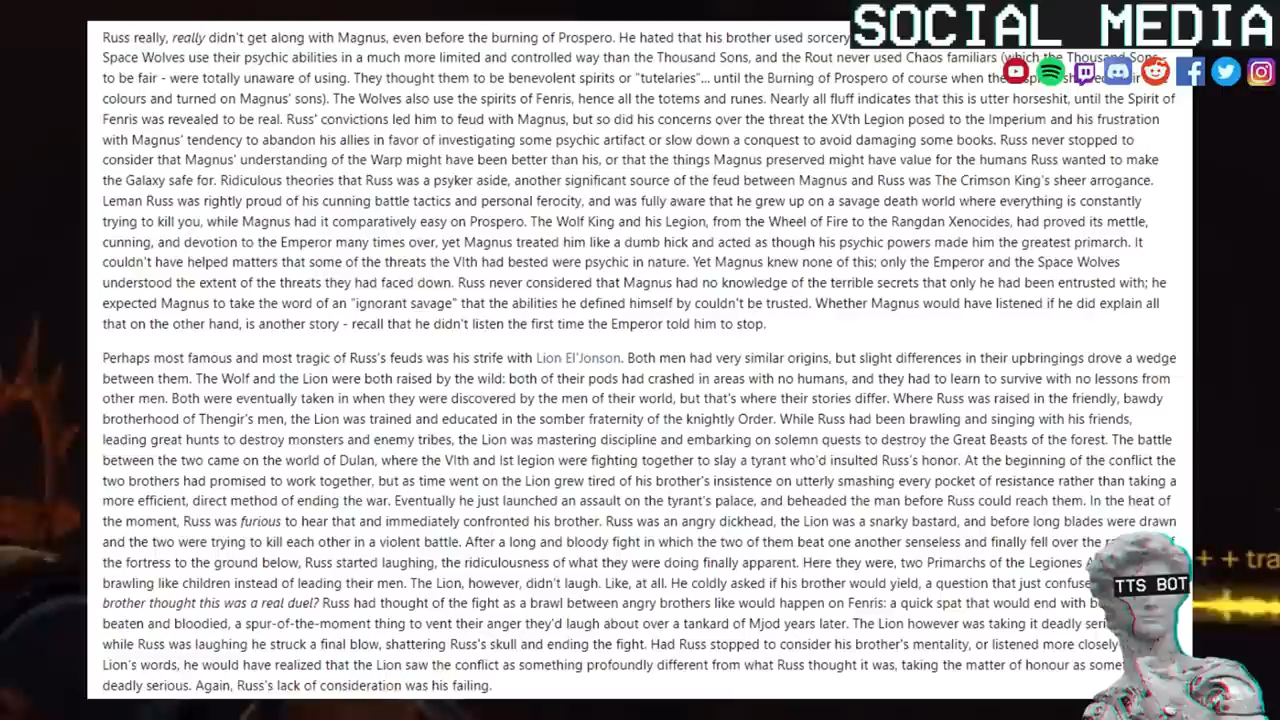 SOCIAL MEDIA
Russ really, really didn't get along with Magnus, even before the burning of Prospero. He hated that his brother used sorcery
Space Wolves use their psychic abilities in a much more limited and controlled way than the Thousand Sons, and the Rout never used Chaos familiars (which the Thousand Sons
to be fair - were totally unaware of using. They thought them to be benevolent spirits or "tutelaries"... until the Burning of Prospero of course when the
colours and turned on Magnus' sons). The Wolves also use the spirits of Fenris, hence all the totems and runes. Nearly all fluff indicates that this is utter horseshit, until the Spirit of
Fenris was revealed to be real. Russ' convictions led him to feud with Magnus, but so did his concerns over the threat the XVth Legion posed to the Imperium and his frustration
with Magnus' tendency to abandon his allies in favor of investigating some psychic artifact or slow down a conquest to avoid damaging some books. Russ never stopped to
consider that Magnus' understanding of the Warp might have been better than his, or that the things Magnus preserved might have value for the humans Russ wanted to make
the Galaxy safe for. Ridiculous theories that Russ was a psyker aside, another significant source of the feud between Magnus and Russ was The Crimson King's sheer arrogance.
Leman Russ was rightly proud of his cunning battle tactics and personal ferocity, and was fully aware that he grew up on a savage death world where everything is constantly
trying to kill you, while Magnus had it comparatively easy on Prospero. The Wolf King and his Legion, from the Wheel of Fire to the Rangdan Xenocides, had proved its mettle,
cunning, and devotion to the Emperor many times over, yet Magnus treated him like a dumb hick and acted as though his psychic powers made him the greatest primarch. It
couldn't have helped matters that some of the threats the VIth had bested were psychic in nature. Yet Magnus knew none of this; only the Emperor and the Space Wolves
understood the extent of the threats they had faced down. Russ never considered that Magnus had no knowledge of the terrible secrets that only he had been entrusted with; he
expected Magnus to take the word of an "ignorant savage" that the abilities he defined himself by couldn't be trusted. Whether Magnus would have listened if he did explain all
that on the other hand, is another story - recall that he didn't listen the first time the Emperor told him to stop.
Perhaps most famous and most tragic of Russ's feuds was his strife with Lion El'Jonson. Both men had very similar origins, but slight differences in their upbringings drove a wedge
between them. The Wolf and the Lion were both raised by the wild: both of their pods had crashed in areas with no humans, and they had to learn to survive with no lessons from
other men. Both were eventually taken in when they were discovered by the men of their world, but that's where their stories differ. Where Russ was raised in the friendly, bawdy
brotherhood of Thengir's men, the Lion was trained and educated in the somber fraternity of the knightly Order. While Russ had been brawling and singing with his friends,
leading great hunts to destroy monsters and enemy tribes, the Lion was mastering discipline and embarking on solemn quests to destroy the Great Beasts of the forest. The battle
between the two came on the world of Dulan, where the VIth and Ist legion were fighting together to slay a tyrant who'd insulted Russ's honor. At the beginning of the conflict the
two brothers had promised to work together, but as time went on the Lion grew tired of his brother's insistence on utterly smashing every pocket of resistance rather than taking a
more efficient, direct method of ending the war. Eventually he just launched an assault on the tyrant's palace, and beheaded the man before Russ could reach them. In the heat of
the moment, Russ was furious to hear that and immediately confronted his brother. Russ was an angry dickhead, the Lion was a snarky bastard, and before long blades were drawn
and the two were trying to kill each other in a violent battle. After a long and bloody fight in which the two of them beat one another senseless and finally fell over the
the fortress to the ground below, Russ started laughing, the ridiculousness of what they were doing finally apparent. Here they were, two Primarchs of the Legiones
brawling like children instead of leading their men. The Lion, however, didn't laugh. Like, at all. He coldly asked if his brother would yield, a question that just
brother thought this was a real duel? Russ had thought of the fight as a brawl between angry brothers like would happen on Fenris: a quick spat that would end with
beaten and bloodied, a spur-of-the-moment thing to vent their anger they'd laugh about over a tankard of Mjod years later. The Lion however was taking it deadly
while Russ was laughing he struck a final blow, shattering Russ's skull and ending the fight. Had Russ stopped to consider his brother's mentality, or listened more closely
Lion's words, he would have realized that the Lion saw the conflict as something profoundly different from what Russ thought it was, taking the matter of honour as
deadly serious. Again, Russ's lack of consideration was his failing.
TTS BOT
+ + tra